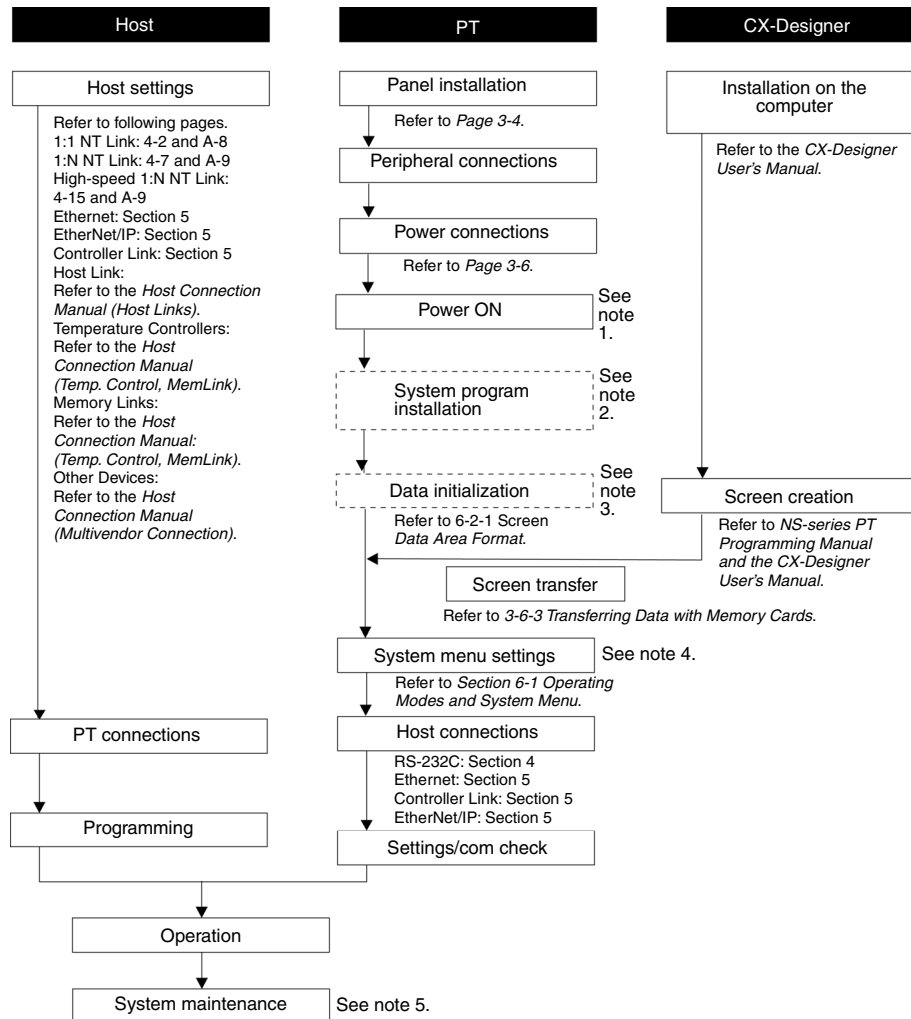 Host
PT
CX-Designer
Host settings
Refer to following pages.
1:1 NT Link: 4-2 and A-8
1:N NT Link: 4-7 and A-9
High-speed 1:N NT Link:
4-15 and A-9
Ethernet: Section 5
EtherNet/IP: Section 5
Controller Link: Section 5
Host Link:
Refer to the Host Connection
Manual (Host Links).
Temperature Controllers:
Refer to the Host
Connection Manual
(Temp. Control, MemLink).
Memory Links:
Refer to the Host
Connection Manual:
(Temp. Control, MemLink).
Other Devices:
Refer to the Host
Connection Manual
(Multivendor Connection).
PT connections
Programming
Panel installation
Refer to Page 3-4.
Peripheral connections
Power connections
Refer to Page 3-6.
Power ON
See
note
1.
System program
installation
See
note
2.
Data initialization
See
note
3.
Refer to 6-2-1 Screen
Data Area Format.
Installation on the
computer
Refer to the CX-Designer
User's Manual.
Screen creation
Refer to NS-series PT
Programming Manual
and the CX-Designer
User's Manual.
Screen transfer
Refer to 3-6-3 Transferring Data with Memory Cards.
System menu settings
See note 4.
Refer to Section 6-1 Operating
Modes and System Menu.
Host connections
RS-232C: Section 4
Ethernet: Section 5
Controller Link: Section 5
EtherNet/IP: Section 5
Settings/com check
Operation
System maintenance
See note 5.